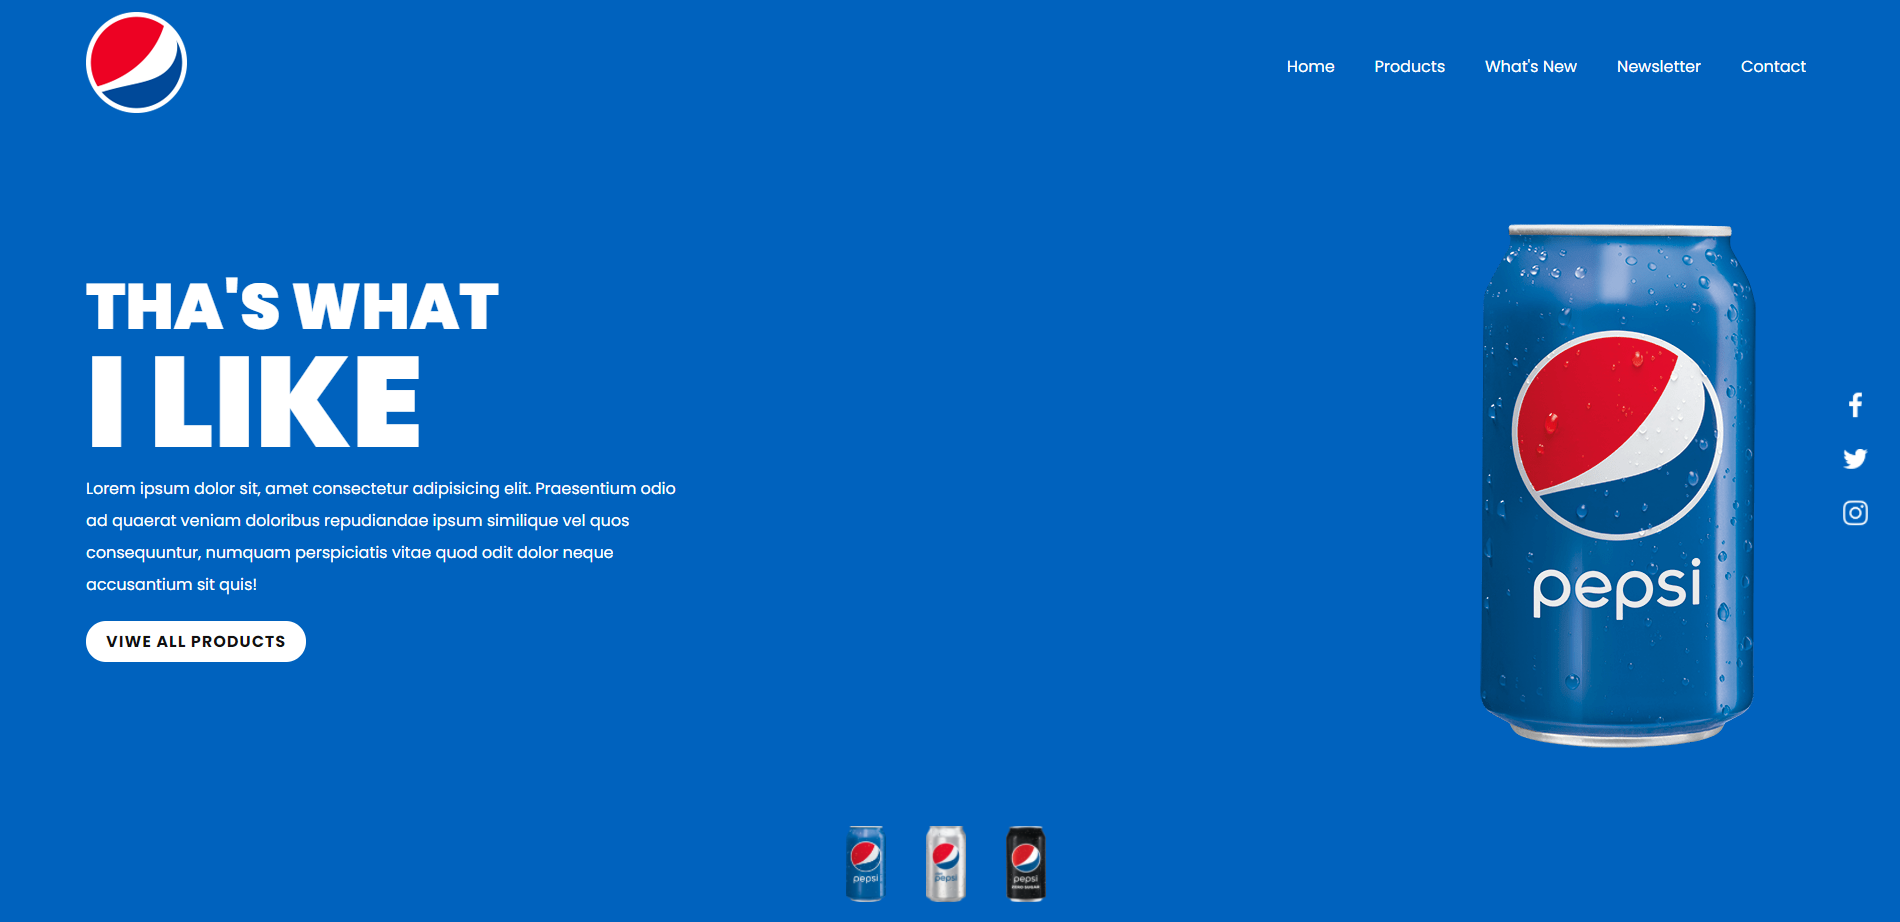 Home Products What's New Newsletter Contact
THA'S WHAT
I LIKE
Lorem ipsum dolor sit, amet consectetur adipisicing elit. Praesentium odio
ad quaerat veniam doloribus repudiandae ipsum similique vel quos
consequuntur, numquam perspiciatis vitae quod odit dolor neque
accusantium sit quis!
VIWE ALL PRODUCTS
pepsi
pepsi
pepsi
pepsi
ZERO SUGAR